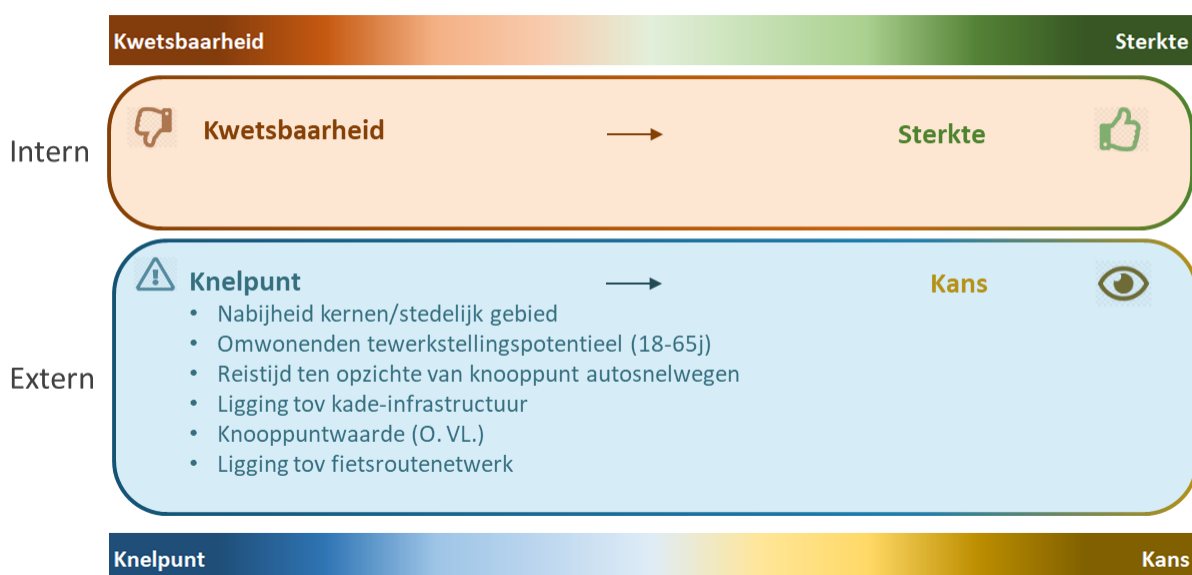 Kwetsbaarheid Sterkte
Intern
Kwetsbaarheid → Sterkte
Extern
Knelpunt → Kans
• Nabijheid kernen/stedelijk gebied
• Omwonenden tewerkstellingspotentieel (18-65j)
• Reistijd ten opzichte van knooppunt autosnelwegen
• Ligging tov kade-infrastructuur
• Knooppuntwaarde (O. VL.)
• Ligging tov fietsroutenetwerk
Knelpunt Kans